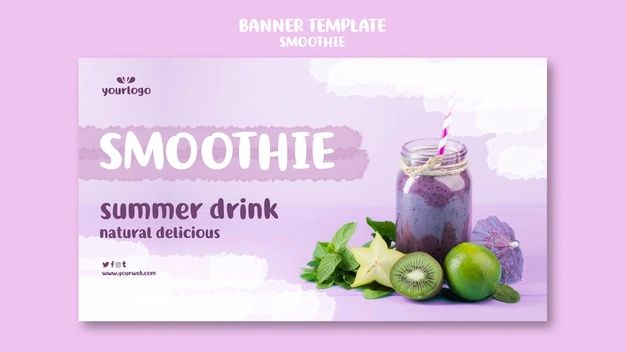 BANNER TEMPLATE
SMOOTHIE
yourlogo
SMOOTHIE
summer drink
natural delicious
www.yourweb.com